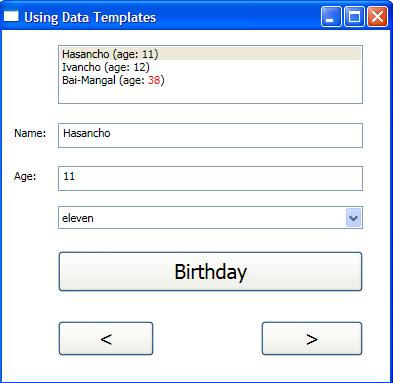 Using Data Templates
Hasancho (age: 11)
Ivancho (age: 12)
Bai-Mangal (age: 38)
Name: Hasancho
Age: 11
eleven
Birthday
< >